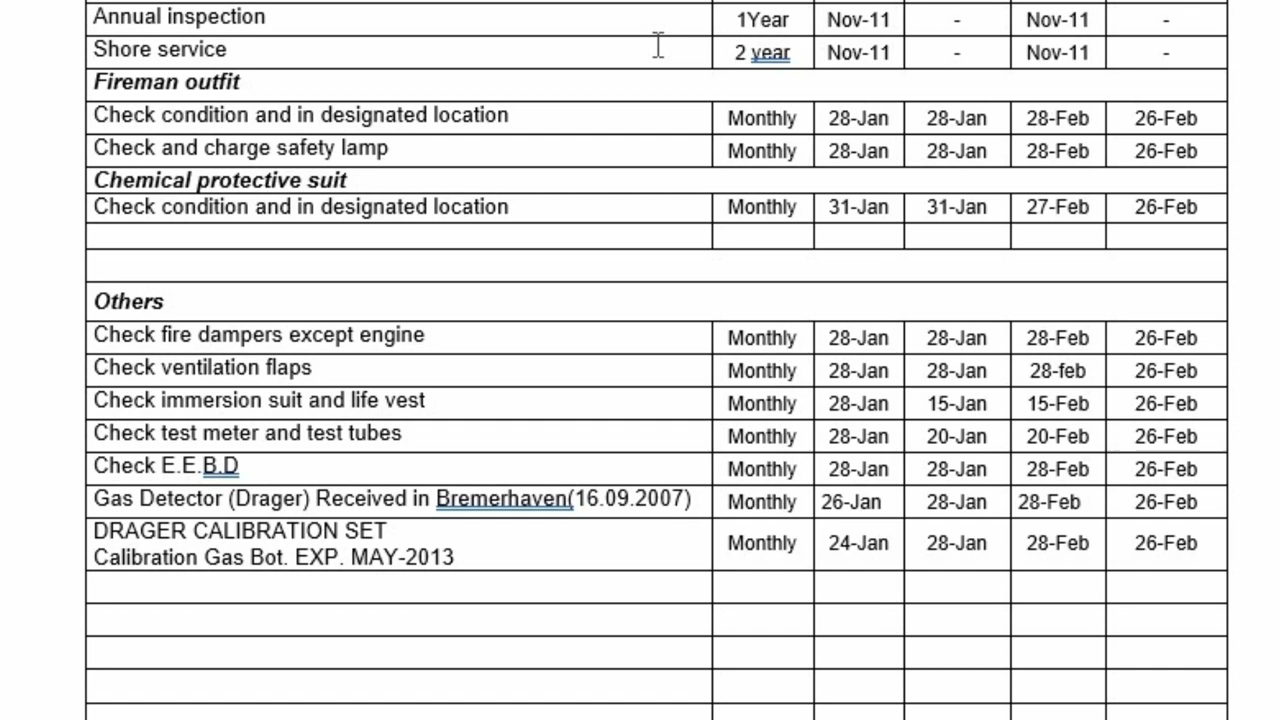 Annual inspection 1Year Nov-11 - Nov-11 -
Shore service 2 year Nov-11 - Nov-11 -
Fireman outfit
Check condition and in designated location Monthly 28-Jan 28-Jan 28-Feb 26-Feb
Check and charge safety lamp Monthly 28-Jan 28-Jan 28-Feb 26-Feb
Chemical protective suit
Check condition and in designated location Monthly 31-Jan 31-Jan 27-Feb 26-Feb
Others
Check fire dampers except engine Monthly 28-Jan 28-Jan 28-Feb 26-Feb
Check ventilation flaps Monthly 28-Jan 28-Jan 28-feb 26-Feb
Check immersion suit and life vest Monthly 28-Jan 15-Jan 15-Feb 26-Feb
Check test meter and test tubes Monthly 28-Jan 20-Jan 20-Feb 26-Feb
Check E.E.B.D Monthly 28-Jan 28-Jan 28-Feb 26-Feb
Gas Detector (Drager) Received in Bremerhaven(16.09.2007) Monthly 26-Jan 28-Jan 28-Feb 26-Feb
DRAGER CALIBRATION SET
Calibration Gas Bot. EXP. MAY-2013 Monthly 24-Jan 28-Jan 28-Feb 26-Feb